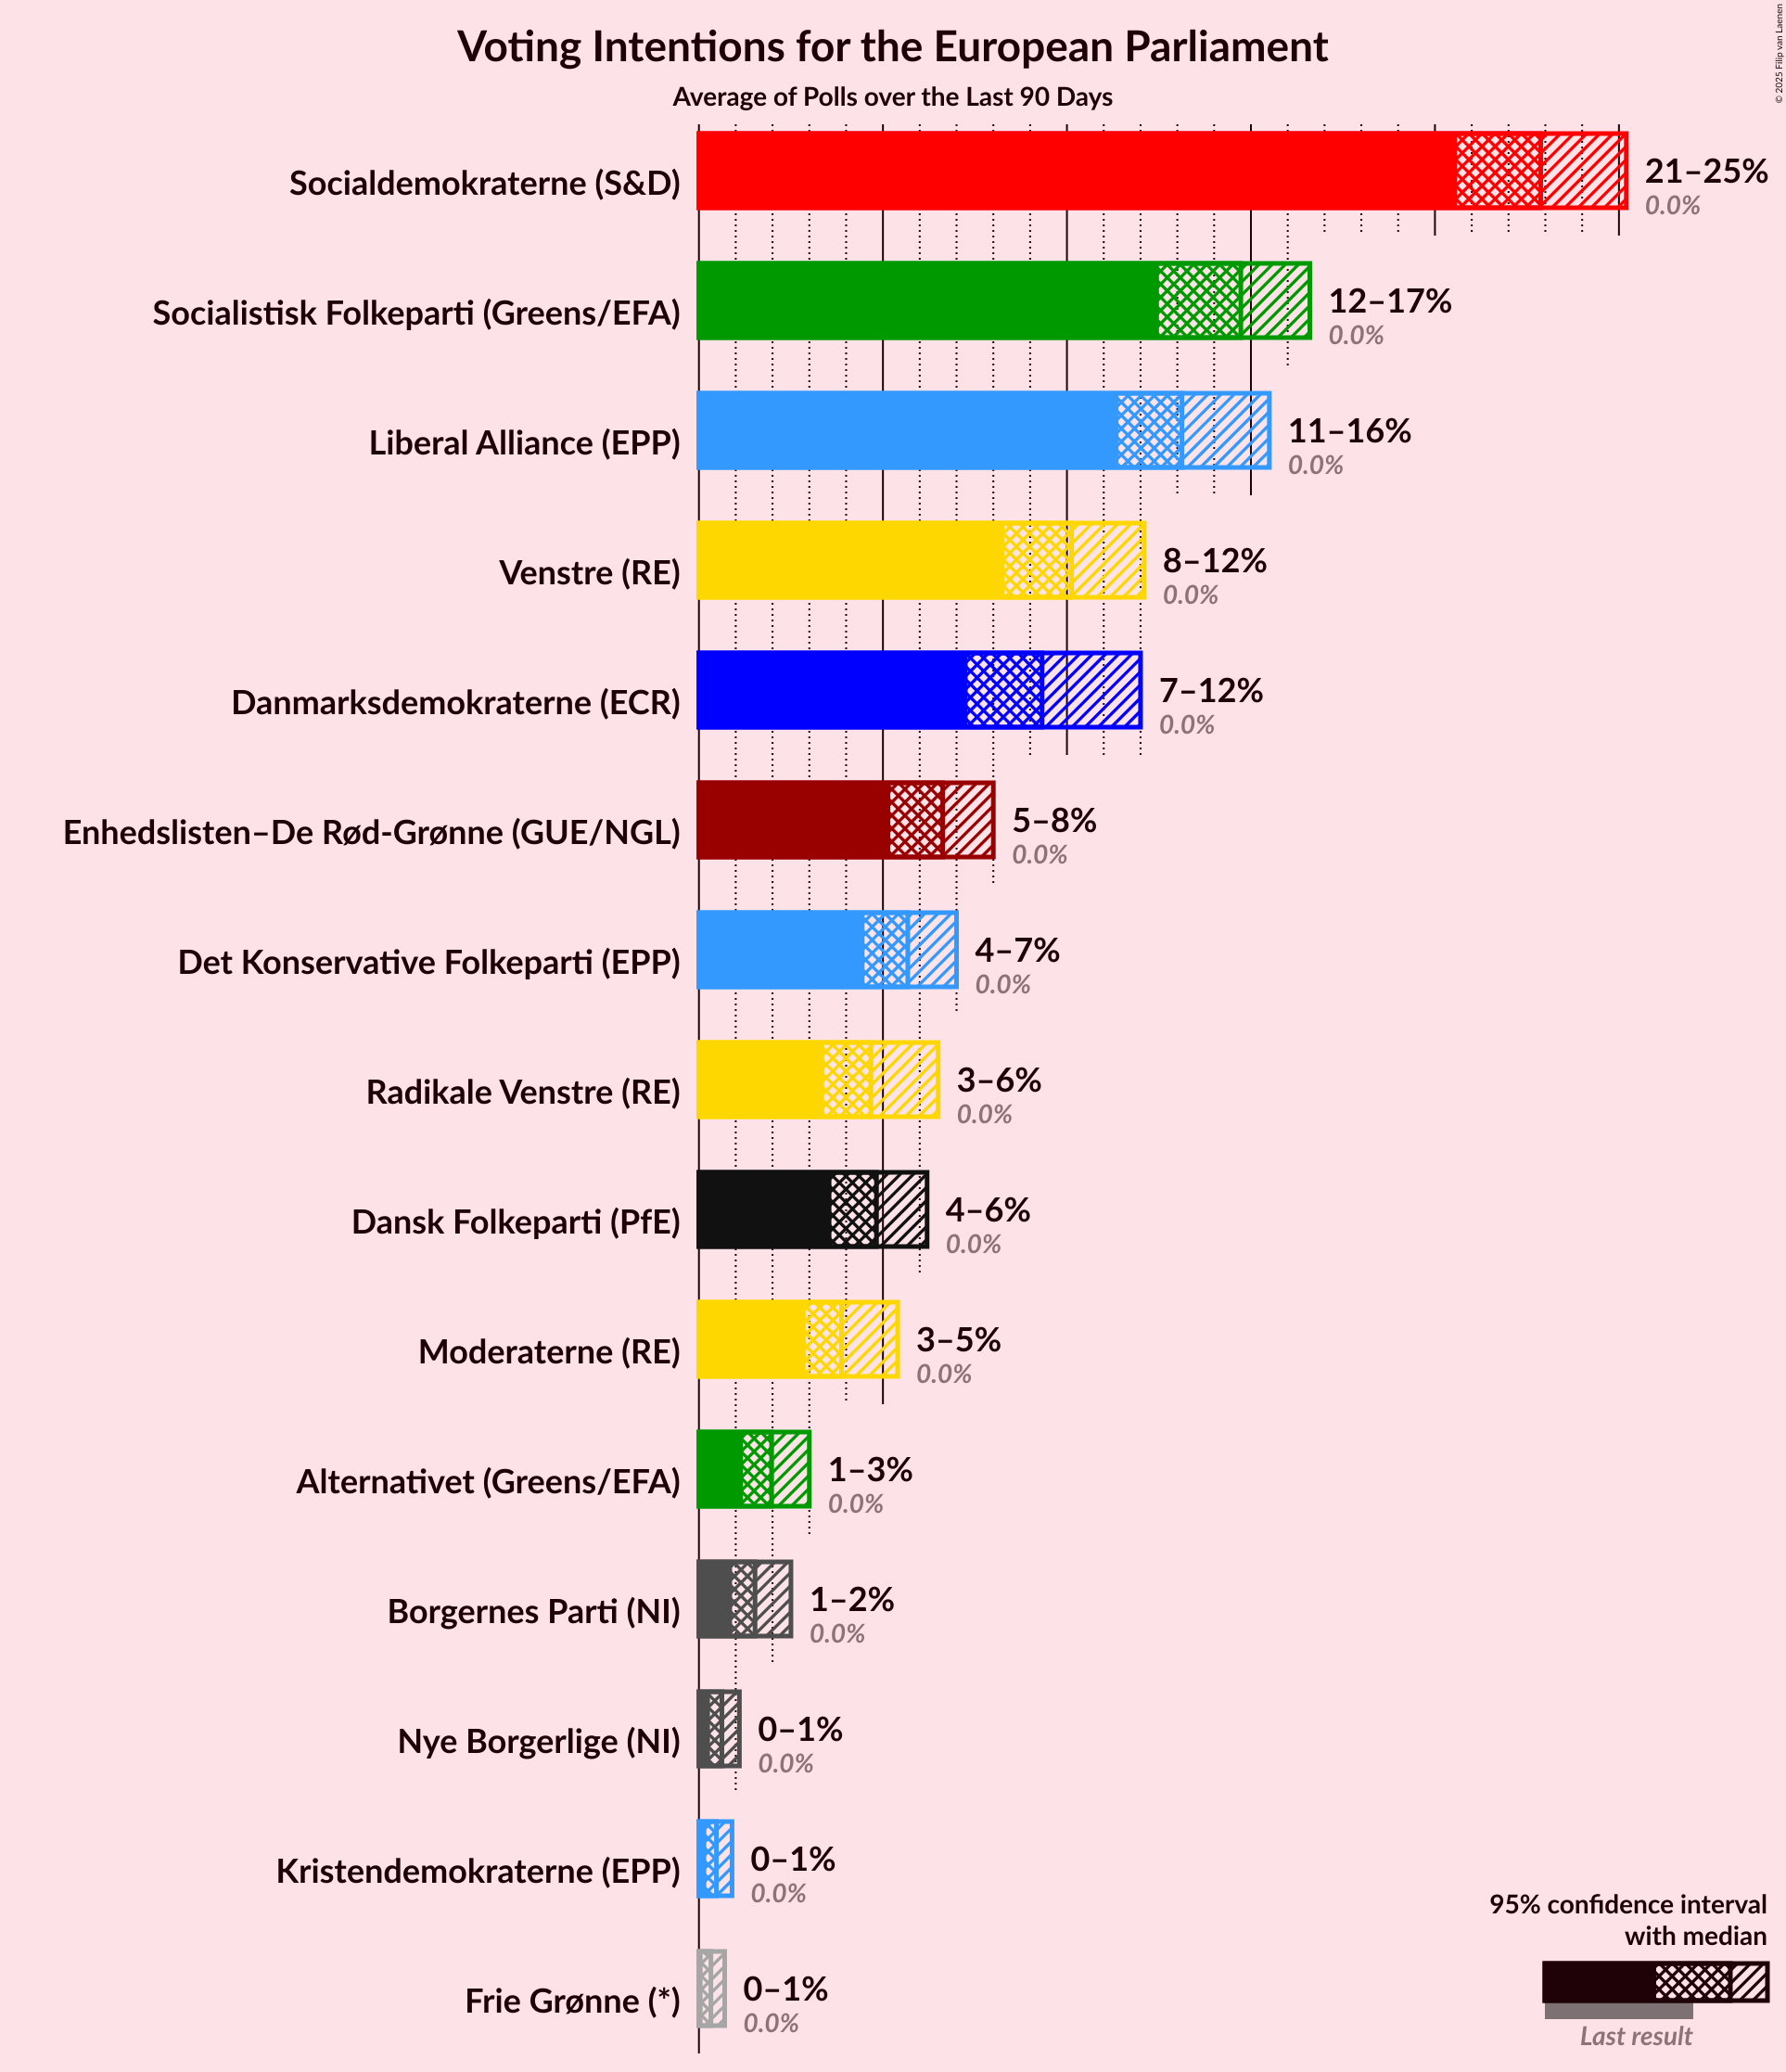 Voting Intentions for the European Parliament
Average of Polls over the Last 90 Days
© 2025 Filip van Laenen
Socialdemokraterne (S&D)
21–25%
0.0%
Socialistisk Folkeparti (Greens/EFA)
12–17%
0.0%
Liberal Alliance (EPP)
11–16%
0.0%
Venstre (RE)
8–12%
0.0%
Danmarksdemokraterne (ECR)
7–12%
0.0%
Enhedslisten–De Rød-Grønne (GUE/NGL)
5–8%
0.0%
Det Konservative Folkeparti (EPP)
4–7%
0.0%
Radikale Venstre (RE)
3–6%
0.0%
Dansk Folkeparti (PfE)
4–6%
0.0%
Moderaterne (RE)
3–5%
0.0%
Alternativet (Greens/EFA)
1–3%
0.0%
Borgernes Parti (NI)
1–2%
0.0%
Nye Borgerlige (NI)
0–1%
0.0%
Kristendemokraterne (EPP)
0–1%
0.0%
Frie Grønne (*)
0–1%
0.0%
95% confidence interval
with median
Last result